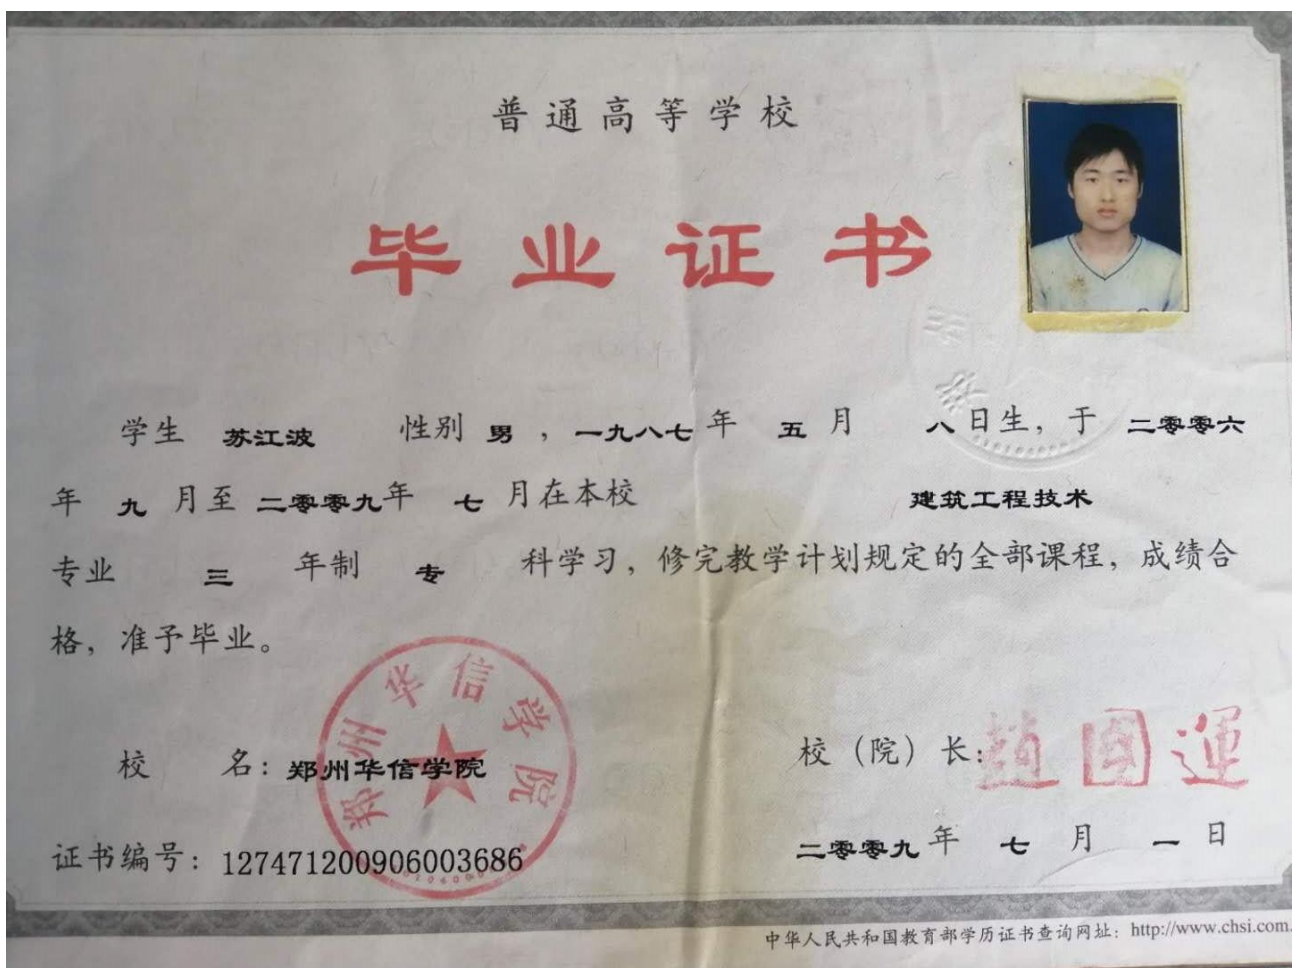 普通高等学校
毕业证书
学生 苏江波 性别 男 ，一九八七年 五 月 八日生，于 二零零六
年 九 月至 二零零九年 七 月在本校 建筑工程技术
专业 三 年制 专 科学习，修完教学计划规定的全部课程，成绩合
格，准予毕业。
郑州华信学院
校 名：郑州华信学院
校（院）长：趙國運
证书编号：127471200906003686
二零零九年 七 月 一 日
中华人民共和国教育部学历证书查询网址：http://www.chsi.com.